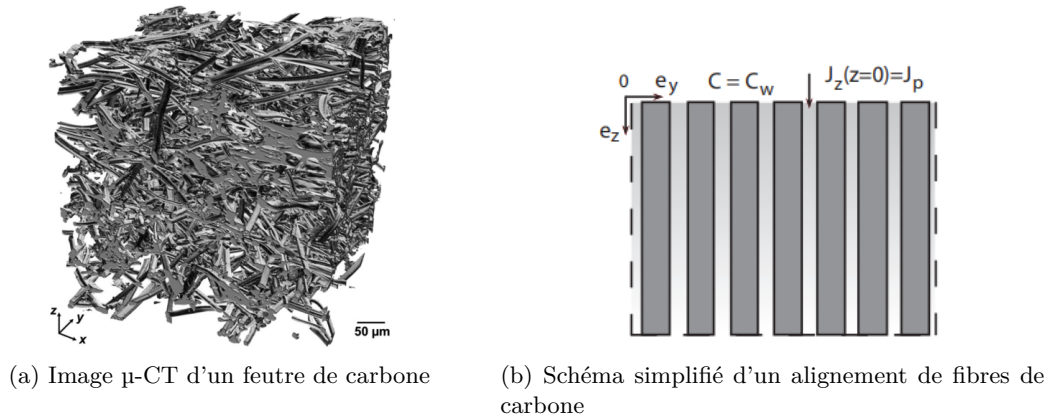 z
y
x
50 µm
0 e_y C = C_w J_z(z=0)=J_p
e_z
(a) Image µ-CT d'un feutre de carbone
(b) Schéma simplifié d'un alignement de fibres de
carbone